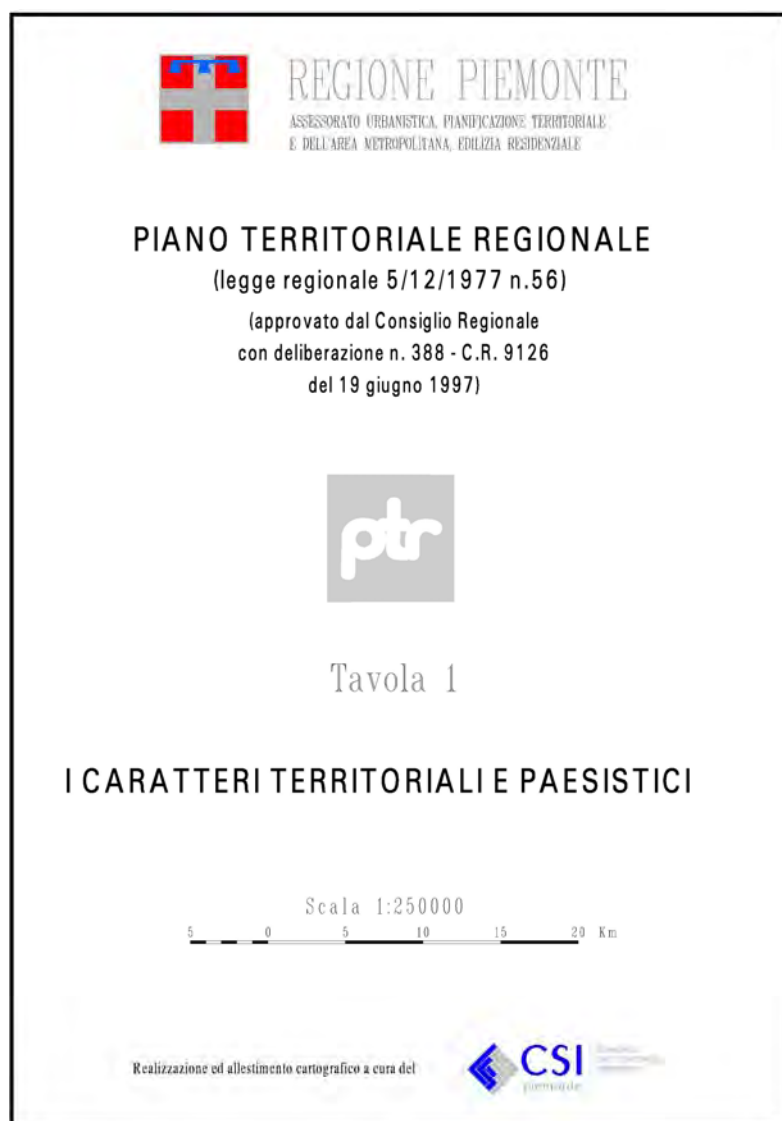 REGIONE PIEMONTE
ASSESSORATO URBANISTICA, PIANIFICAZIONE TERRITORIALE
E DELL'AREA METROPOLITANA, EDILIZIA RESIDENZIALE
PIANO TERRITORIALE REGIONALE
(legge regionale 5/12/1977 n.56)
(approvato dal Consiglio Regionale
con deliberazione n. 388 - C.R. 9126
del 19 giugno 1997)
ptr
Tavola 1
I CARATTERI TERRITORIALI E PAESISTICI
Scala 1:250000
5 0 5 10 15 20 Km
Realizzazione ed allestimento cartografico a cura del
CSI
piemonte